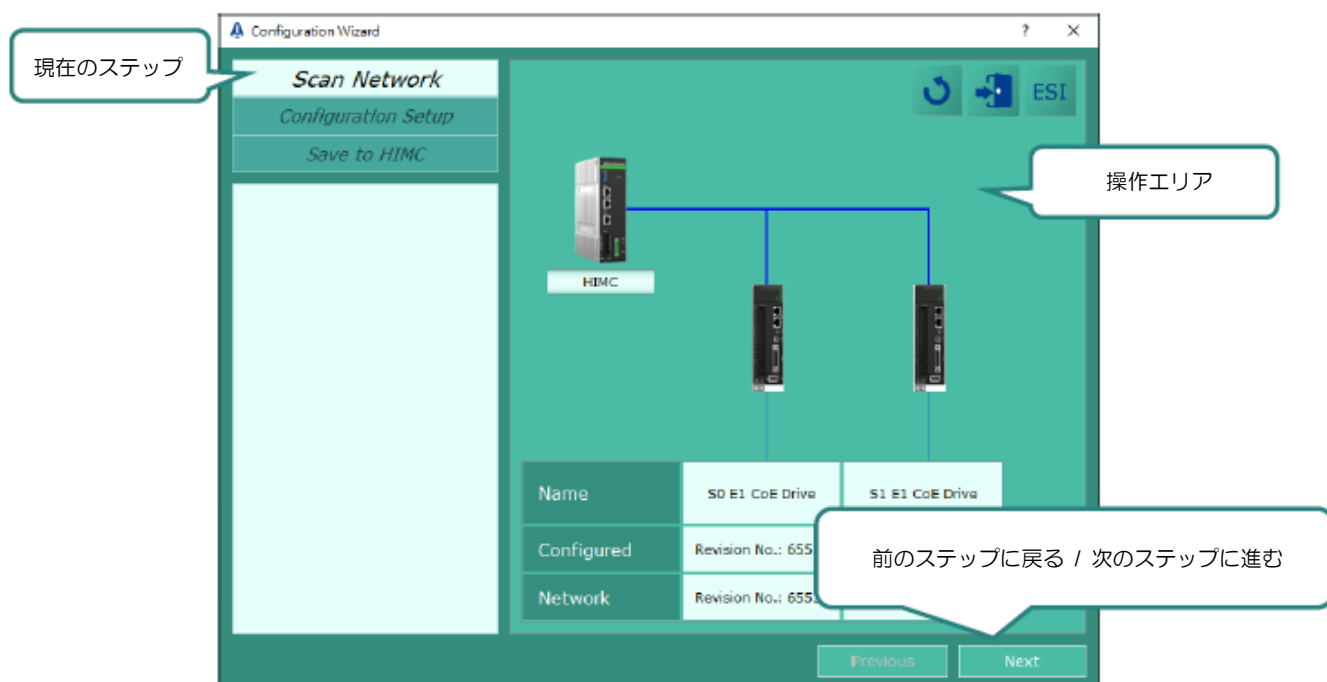 Configuration Wizard
?
現在のステップ
Scan Network
Configuration Setup
Save to HIMC
ESI
操作エリア
HIMC
Name
S0 E1 CoE Drive
S1 E1 CoE Drive
Configured
Revision No.: 655
Network
Revision No.: 655
前のステップに戻る / 次のステップに進む
Previous
Next